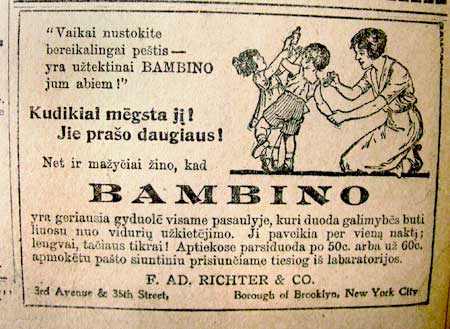 "Vaikai nustokite
bereikalingai peštis—
yra užtektinai BAMBINO
jum abiem!"
Kudikiai mėgsta jį!
Jie prašo daugiaus!
Net ir mažyčiai žino, kad
BAMBINO
yra geriausia gyduolė visame pasaulyje, kuri duoda galimybės buti
liuosu nuo vidurių užkietėjimo. Ji paveikia per vieną naktį;
lengvai, tačiaus tikrai! Aptiekose parsiduoda po 50c. arba už 60c.
apmokėtu pašto siuntiniu prisiunčiame tiesiog iš labaratorijos.
F. AD. RICHTER & CO.
3rd Avenue & 35th Street, Borough of Brooklyn, New York City